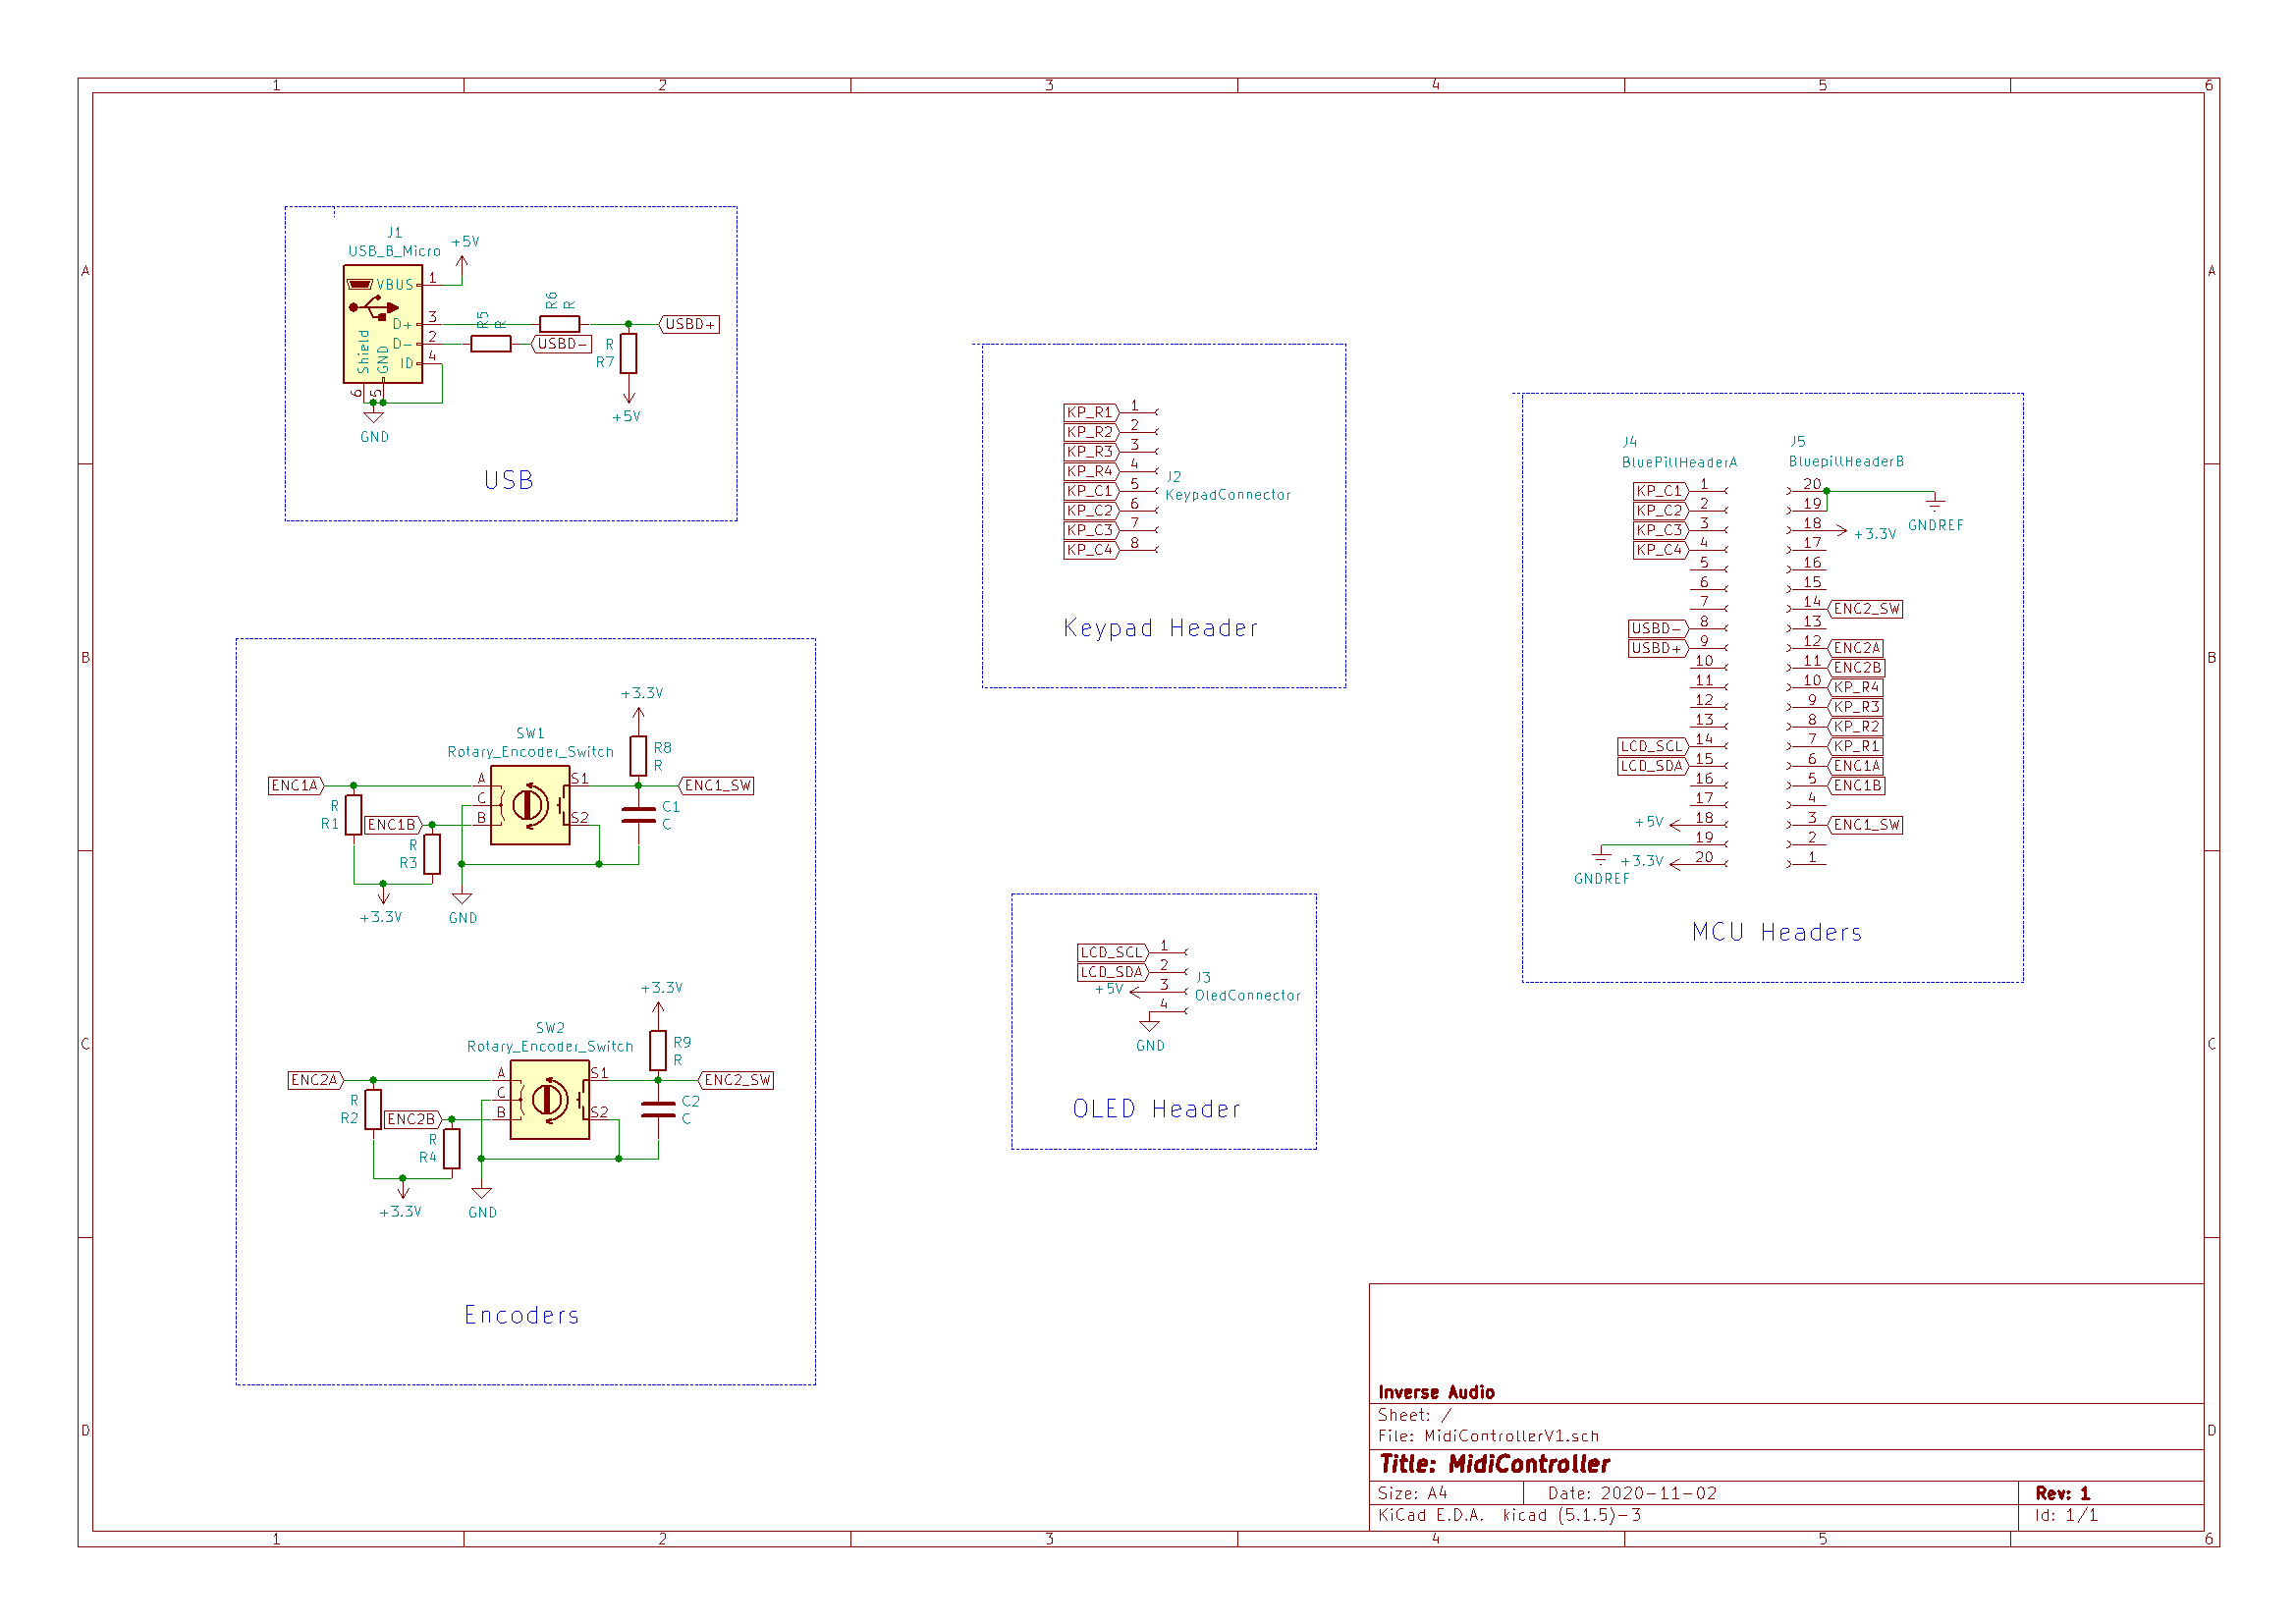 1 2 3 4 5 6
A
B
C
D
A
B
C
D
1 2 3 4 5 6
J1
USB_B_Micro
+5V
VBUS 1
D+ 3
D- 2
ID 4
Shield
GND
6
5
GND
R5
R
R6
R
USBD+
USBD-
R
R7
+5V
USB
KP_R1 1
KP_R2 2
KP_R3 3
KP_R4 4
KP_C1 5
KP_C2 6
KP_C3 7
KP_C4 8
J2
KeypadConnector
Keypad Header
J4
BluePillHeaderA
KP_C1 1
KP_C2 2
KP_C3 3
KP_C4 4
5
6
7
USBD- 8
USBD+ 9
10
11
12
13
LCD_SCL 14
LCD_SDA 15
16
17
+5V 18
19
+3.3V 20
GNDREF
J5
BluepillHeaderB
20
19
GNDREF
18 +3.3V
17
16
15
14 ENC2_SW
13
12 ENC2A
11 ENC2B
10 KP_R4
9 KP_R3
8 KP_R2
7 KP_R1
6 ENC1A
5 ENC1B
4
3 ENC1_SW
2
1
MCU Headers
+3.3V
SW1
Rotary_Encoder_Switch
R8
R
ENC1A
A
C
B
S1
S2
ENC1_SW
R
R1
ENC1B
R
R3
C1
C
+3.3V
GND
+3.3V
SW2
Rotary_Encoder_Switch
R9
R
ENC2A
A
C
B
S1
S2
ENC2_SW
R
R2
ENC2B
R
R4
C2
C
+3.3V
GND
Encoders
LCD_SCL 1
LCD_SDA 2
+5V 3
4
GND
J3
OledConnector
OLED Header
Inverse Audio
Sheet: /
File: MidiControllerV1.sch
Title: MidiController
Size: A4 Date: 2020-11-02 Rev: 1
KiCad E.D.A. kicad (5.1.5)-3 Id: 1/1